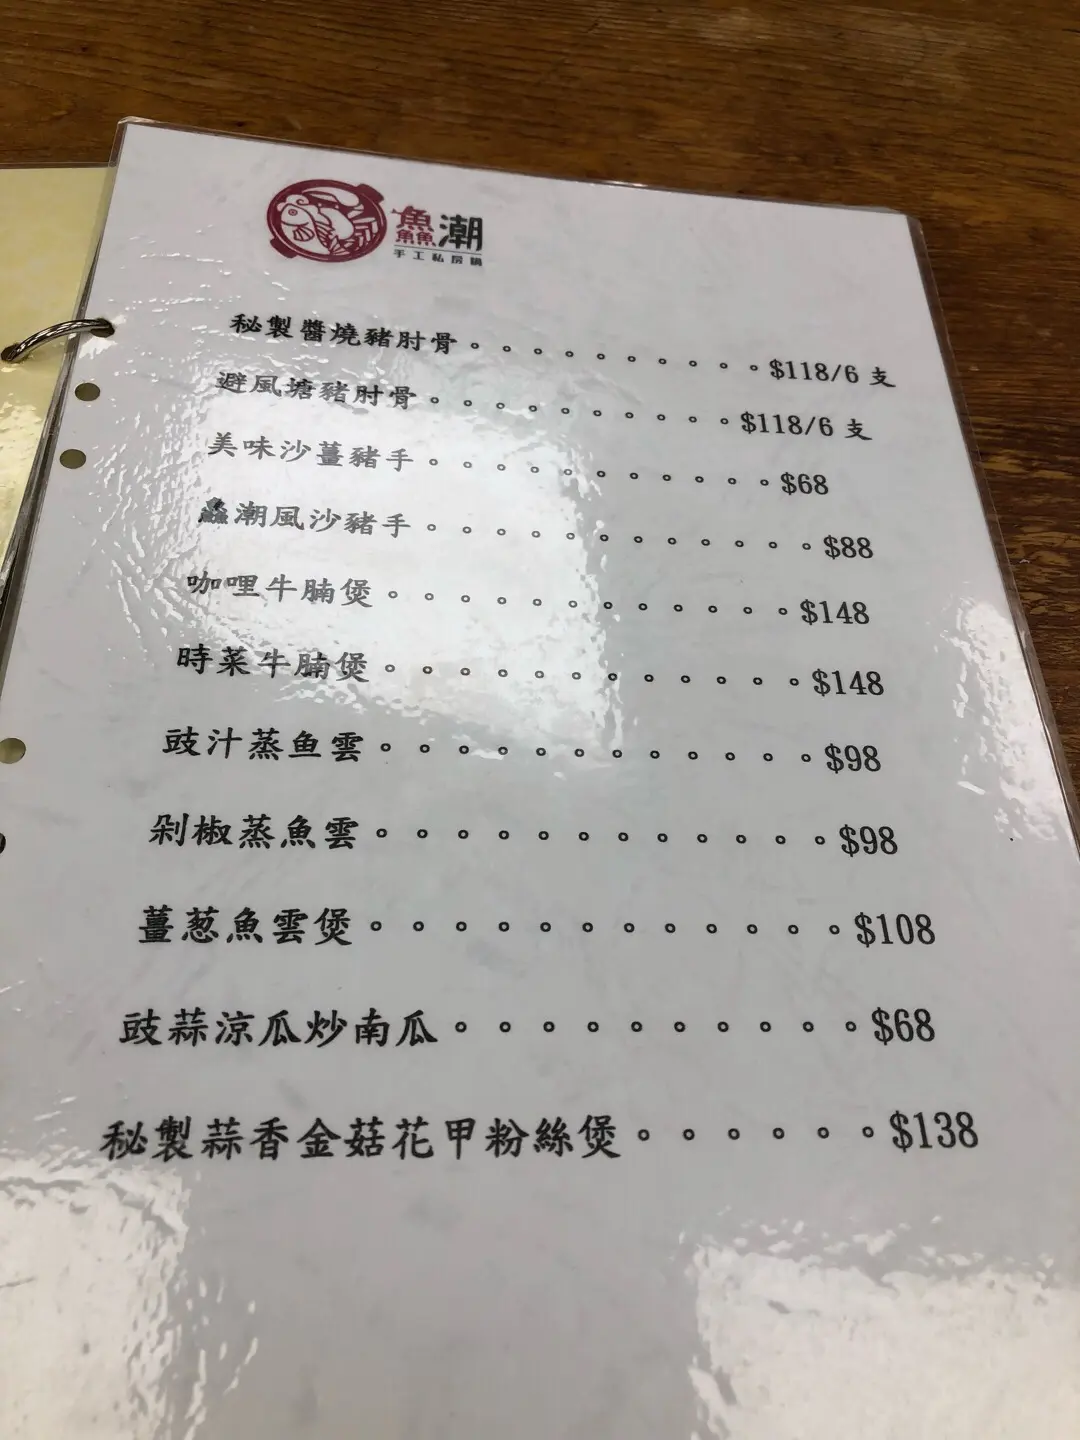 鱻潮
手工私房鍋
秘製醬燒豬肘骨。。。。。。。。。。。$118/6 支
避風塘豬肘骨。。。。。。。。。。。$118/6 支
美味沙薑豬手。。。。。。。。。。。$68
鱻潮風沙豬手。。。。。。。。。。。。$88
咖哩牛腩煲。。。。。。。。。。。。$148
時菜牛腩煲。。。。。。。。。。。。$148
豉汁蒸鱼雲。。。。。。。。。。。。$98
剁椒蒸魚雲。。。。。。。。。。。。$98
薑葱魚雲煲。。。。。。。。。。。。$108
豉蒜涼瓜炒南瓜。。。。。。。。。。$68
秘製蒜香金菇花甲粉絲煲。。。。。。$138